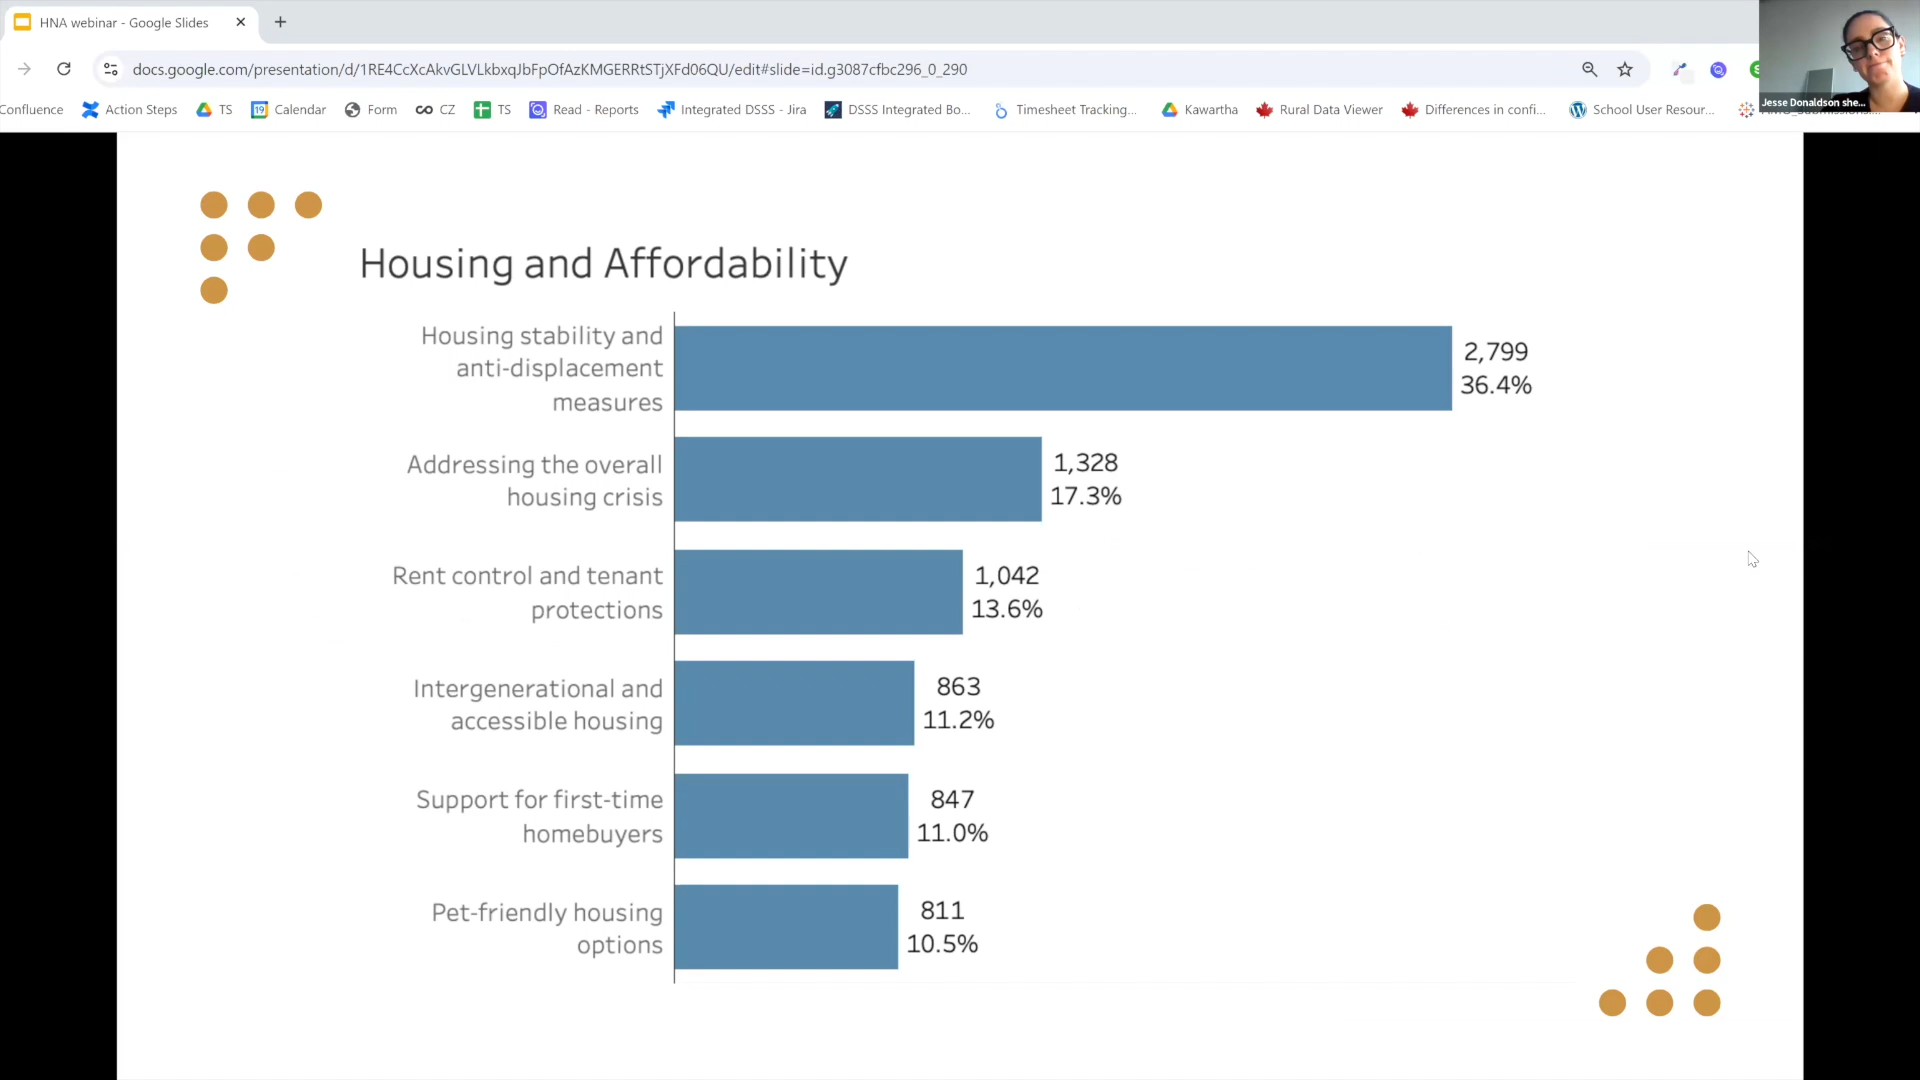 HNA webinar - Google Slides
docs.google.com/presentation/d/1RE4CcXcAkvGLVLkbxqJbFpOfAzKMGERRtSTjXFd06QU/edit#slide=id.g3087cfbc296_0_290
Confluence
Action Steps
TS
19
Calendar
Form
CZ
TS
Read - Reports
Integrated DSSS - Jira
DSSS Integrated Bo...
Timesheet Tracking...
Kawartha
Rural Data Viewer
Differences in confi...
School User Resour...
Jesse Donaldson she...
Housing and Affordability
Housing stability and
anti-displacement
measures
2,799
36.4%
Addressing the overall
housing crisis
1,328
17.3%
Rent control and tenant
protections
1,042
13.6%
Intergenerational and
accessible housing
863
11.2%
Support for first-time
homebuyers
847
11.0%
Pet-friendly housing
options
811
10.5%